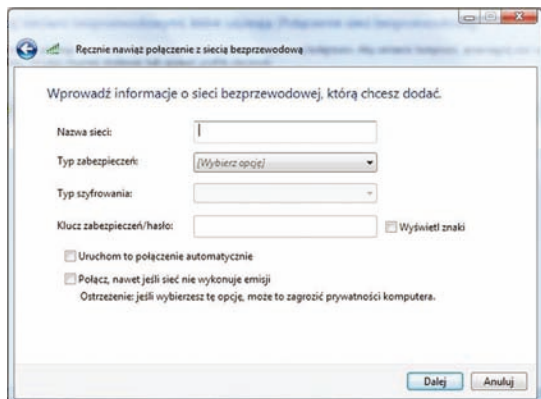 Ręcznie nawiąż połączenie z siecią bezprzewodową
Wprowadź informacje o sieci bezprzewodowej, którą chcesz dodać.
Nazwa sieci:
Typ zabezpieczeń: [Wybierz opcję]
Typ szyfrowania:
Klucz zabezpieczeń/hasło: Wyświetl znaki
Uruchom to połączenie automatycznie
Połącz, nawet jeśli sieć nie wykonuje emisji
Ostrzeżenie: jeśli wybierzesz tę opcję, może to zagrozić prywatności komputera.
Dalej Anuluj